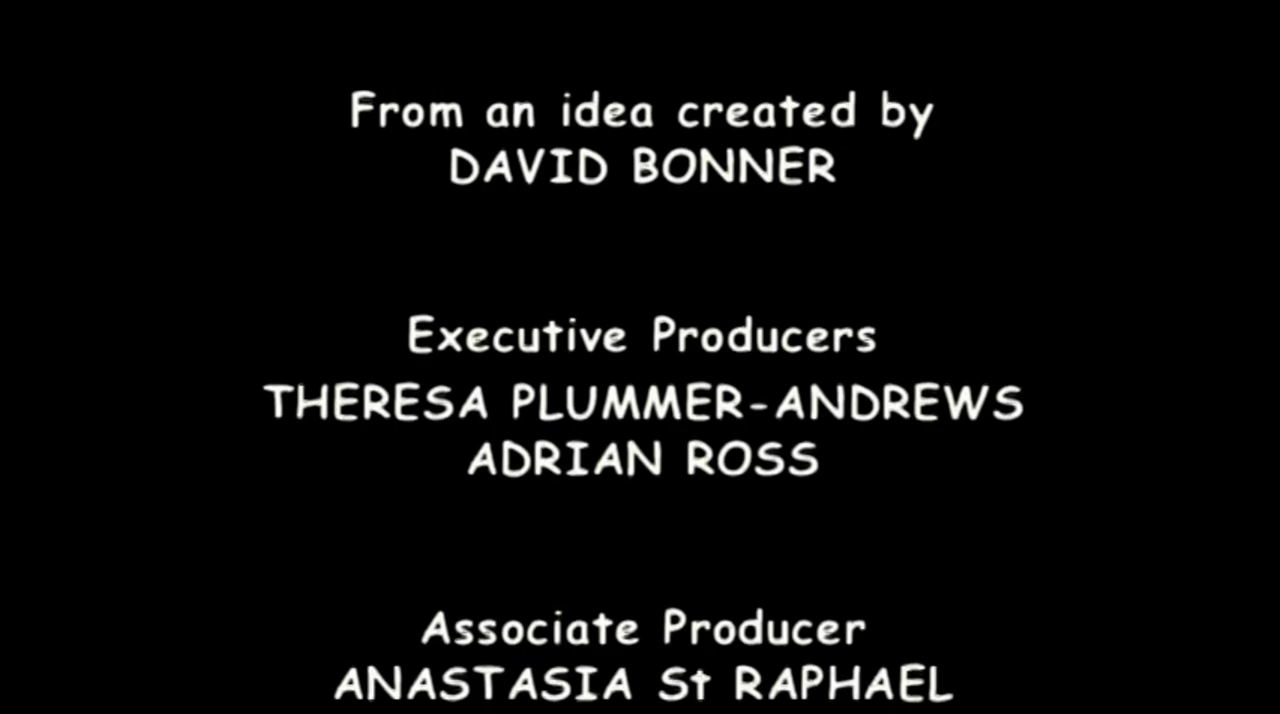 From an idea created by
DAVID BONNER
Executive Producers
THERESA PLUMMER-ANDREWS
ADRIAN ROSS
Associate Producer
ANASTASIA St RAPHAEL